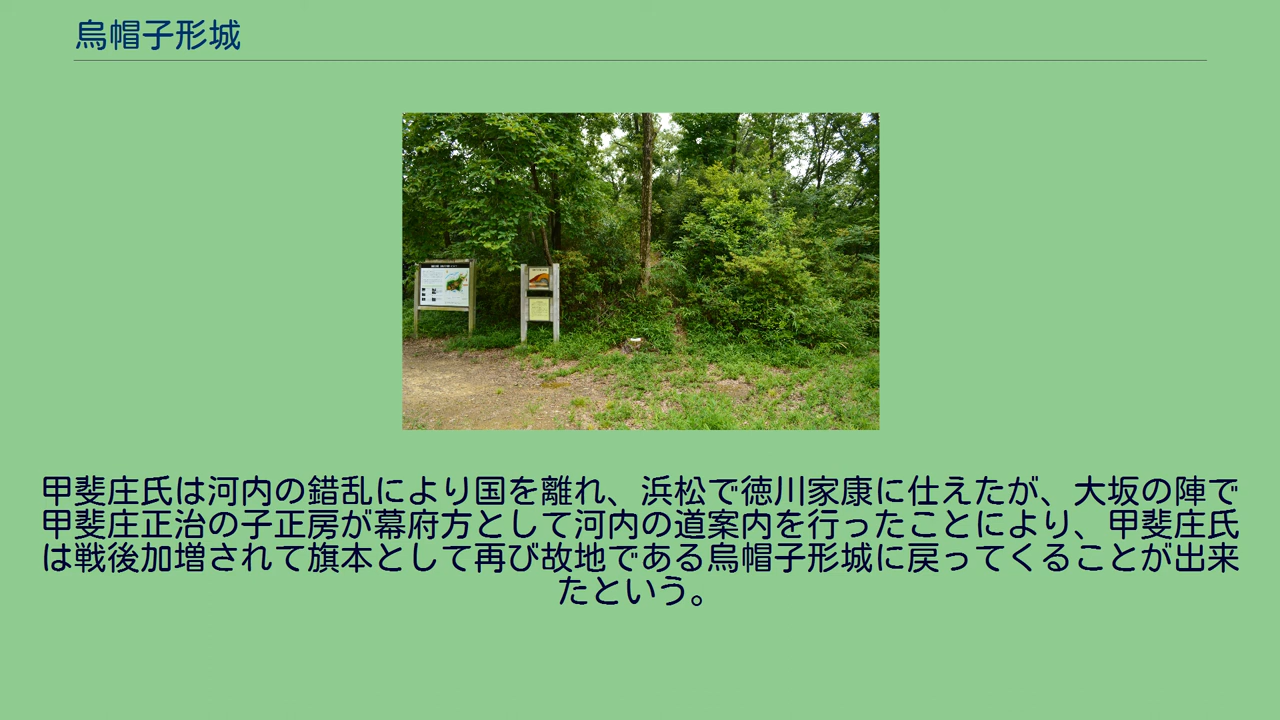 烏帽子形城
甲斐庄氏は河内の錯乱により国を離れ、浜松で徳川家康に仕えたが、大坂の陣で
甲斐庄正治の子正房が幕府方として河内の道案内を行ったことにより、甲斐庄氏
は戦後加増されて旗本として再び故地である烏帽子形城に戻ってくることが出来
たという。